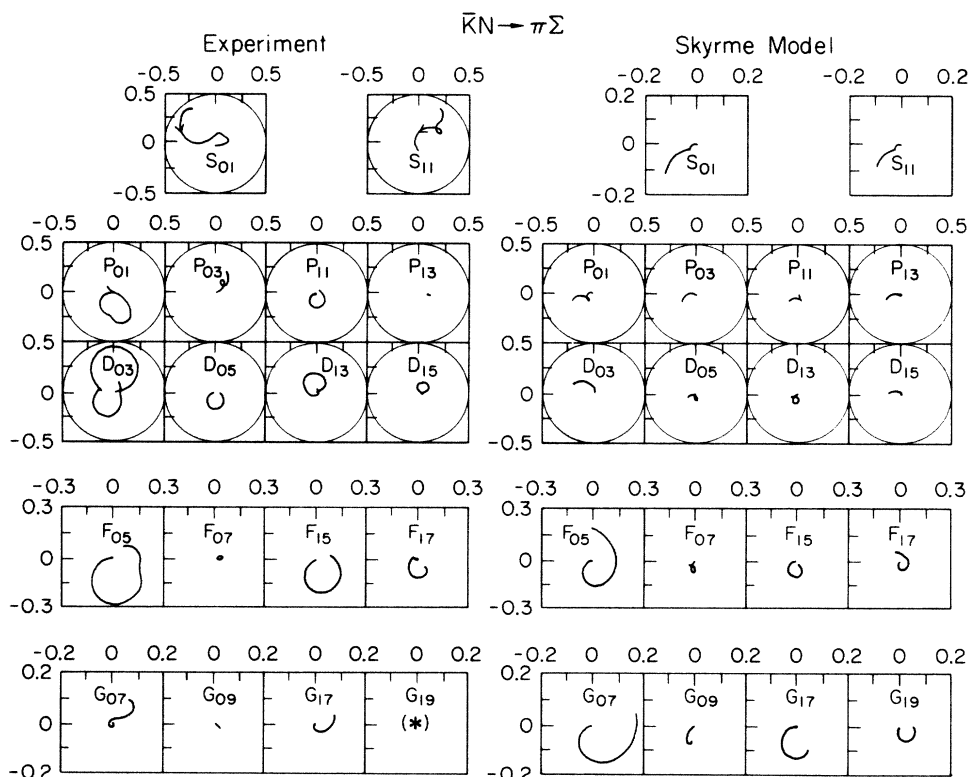 K̄N → πΣ
Experiment Skyrme Model
-0.5 0 0.5 -0.5 0 0.5 -0.2 0 0.2 -0.2 0 0.2
0.5 0.2
0 0
S01 S11 S01 S11
-0.5 -0.2
-0.5 0 0.5 0 0.5 0 0.5 0 0.5 -0.5 0 0.5 0 0.5 0 0.5 0 0.5
0.5 0.5
P01 P03 P11 P13 P01 P03 P11 P13
0 0
0.5 0.5
D03 D05 D13 D15 D03 D05 D13 D15
0 0
-0.5 -0.5
-0.3 0 0.3 0 0.3 0 0.3 0 0.3 -0.3 0 0.3 0 0.3 0 0.3 0 0.3
0.3 0.3
F05 F07 F15 F17 F05 F07 F15 F17
0 0
-0.3 -0.3
-0.2 0 0.2 0 0.2 0 0.2 0 0.2 -0.2 0 0.2 0 0.2 0 0.2 0 0.2
0.2 0.2
G07 G09 G17 G19 G07 G09 G17 G19
0 (*) 0
-0.2 -0.2